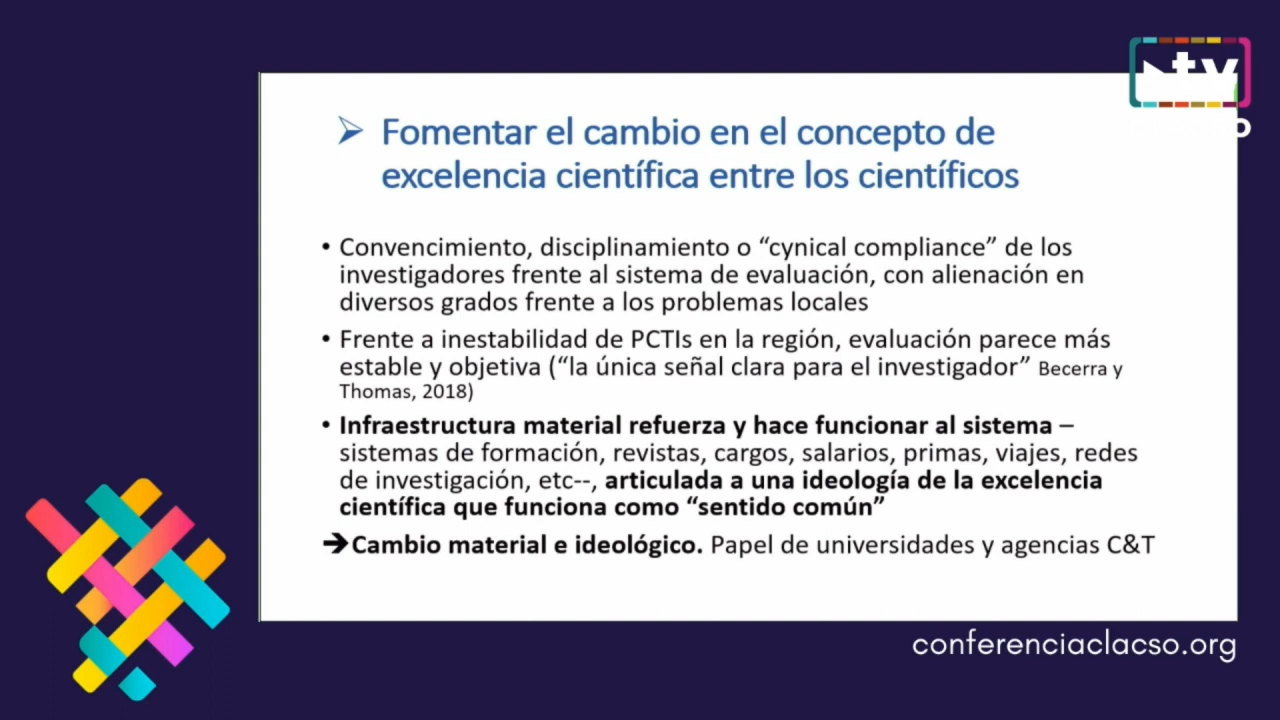 tv
➢ Fomentar el cambio en el concepto de
excelencia científica entre los científicos
• Convencimiento, disciplinamiento o “cynical compliance” de los
investigadores frente al sistema de evaluación, con alienación en
diversos grados frente a los problemas locales
• Frente a inestabilidad de PCTIs en la región, evaluación parece más
estable y objetiva (“la única señal clara para el investigador” Becerra y
Thomas, 2018)
• Infraestructura material refuerza y hace funcionar al sistema –
sistemas de formación, revistas, cargos, salarios, primas, viajes, redes
de investigación, etc--, articulada a una ideología de la excelencia
científica que funciona como “sentido común”
➔Cambio material e ideológico. Papel de universidades y agencias C&T
conferenciaclacso.org